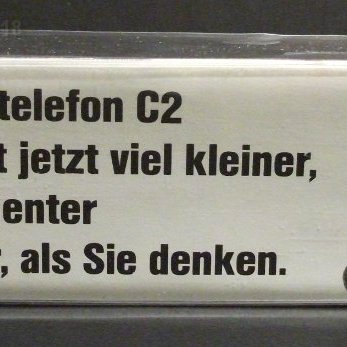 telefon C2
t jetzt viel kleiner,
enter
, als Sie denken.